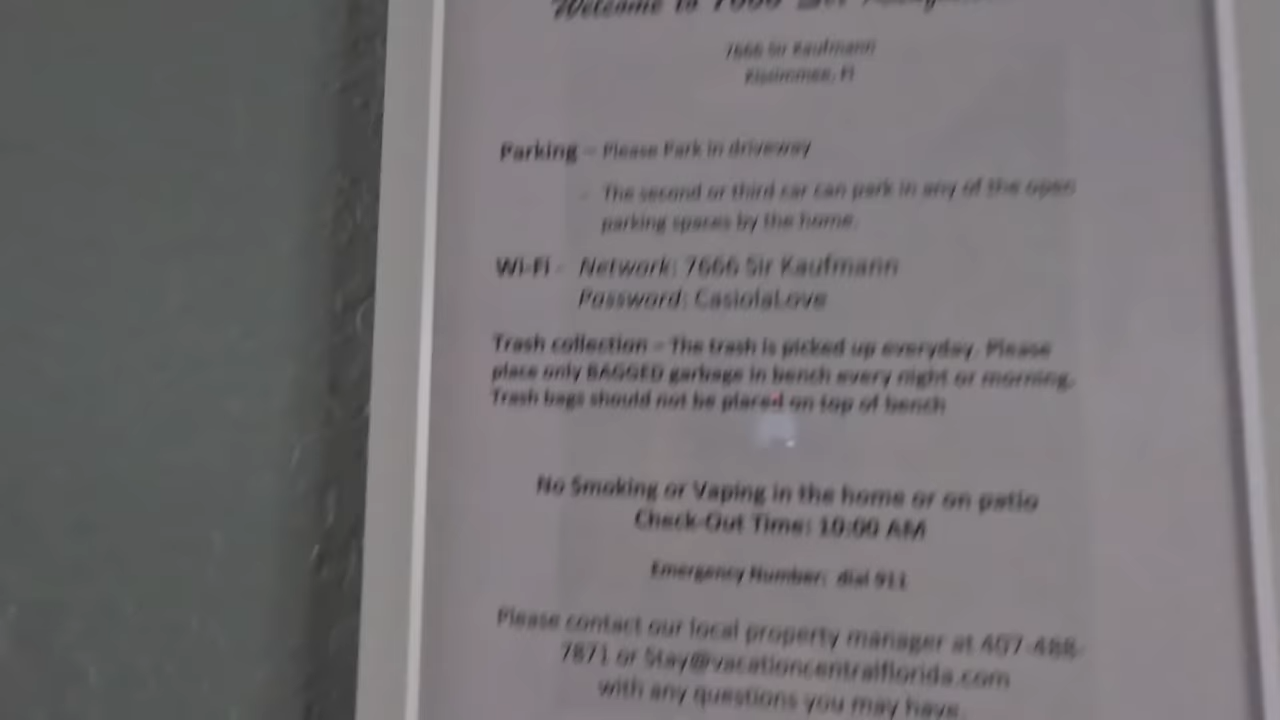 Welcome to 7666 Sir
7666 Sir Kaufmann
Kissimmee, Fl
Parking – Please Park in driveway
- The second or third car can park in any of the open
parking spaces by the home.
Wi-Fi - Network: 7666 Sir Kaufmann
Password: CasiolaLove
Trash collection – The trash is picked up everyday. Please
place only BAGGED garbage in bench every night or morning.
Trash bags should not be placed on top of bench
No Smoking or Vaping in the home or on patio
Check-Out Time: 10:00 AM
Emergency Number: dial 911
Please contact our local property manager at 407-488-
7871 or Stay@vacationcentralflorida.com
with any questions you may have.